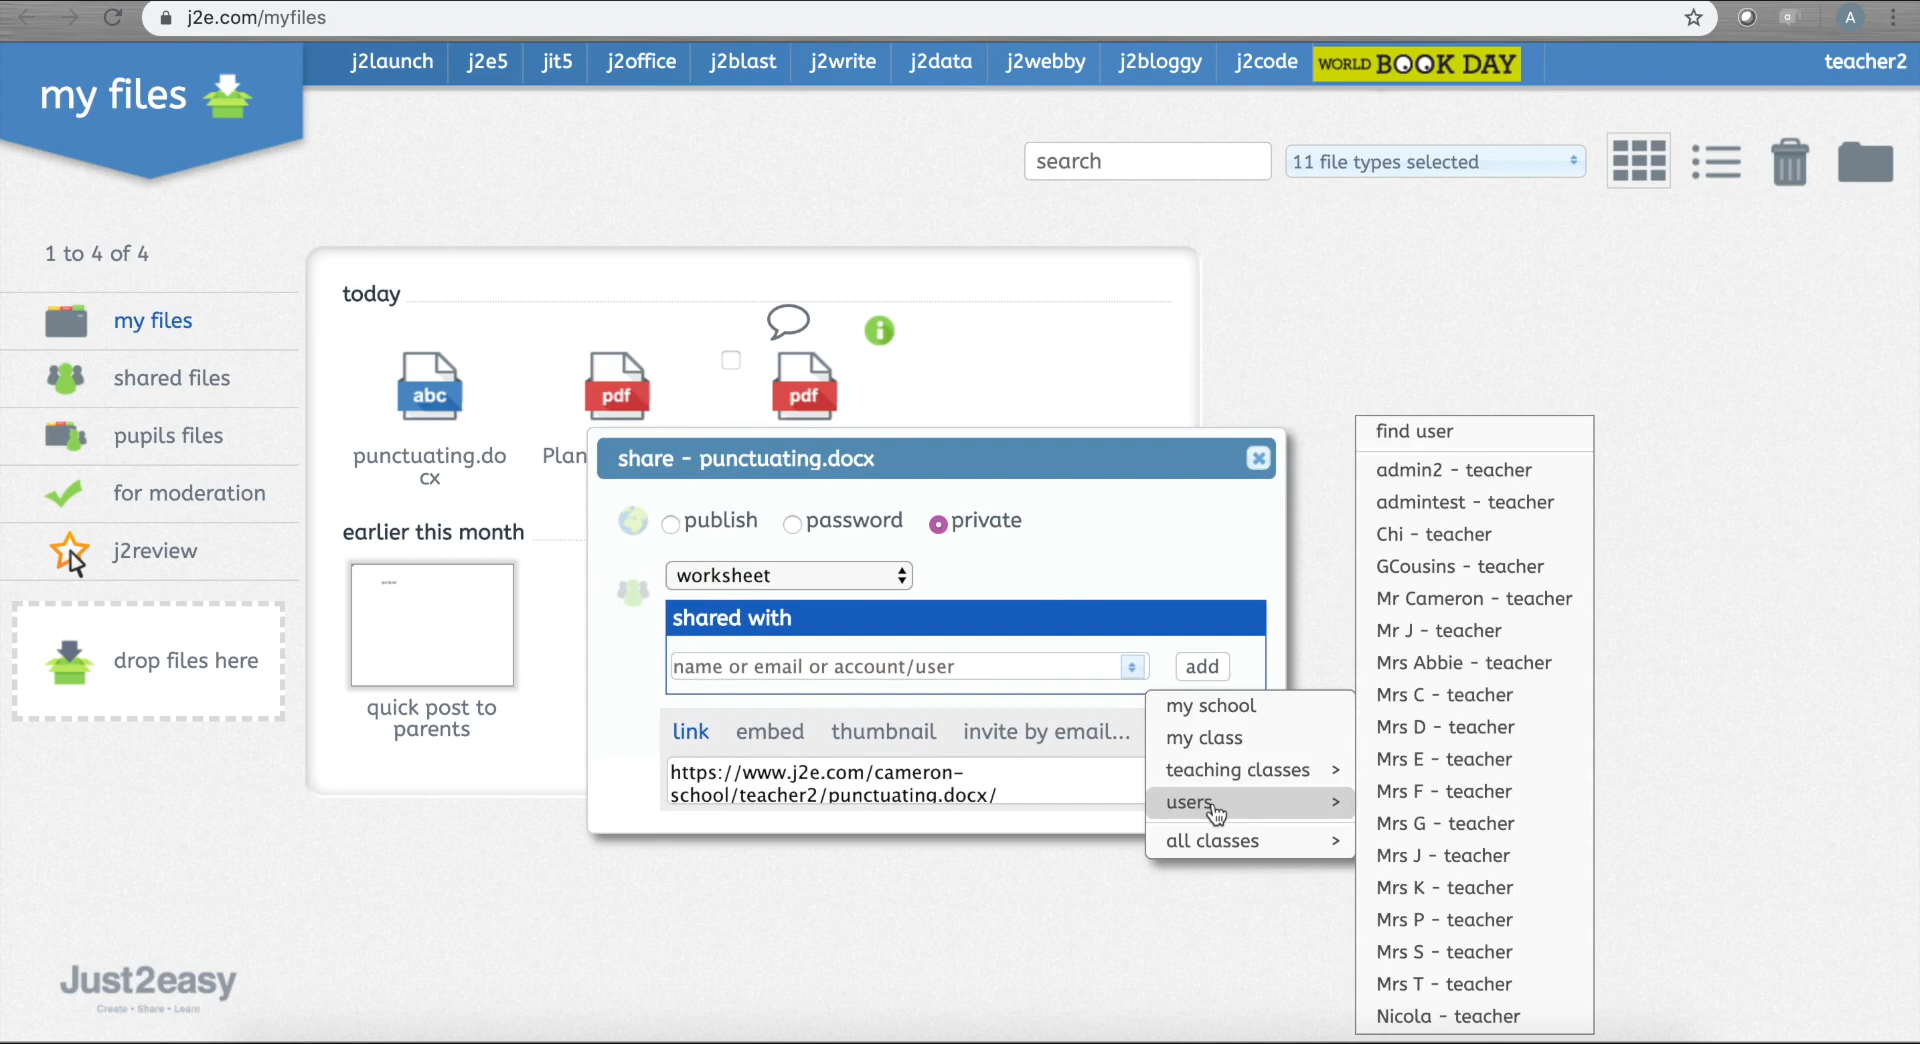 j2e.com/myfiles
A
my files
j2launch
j2e5
jit5
j2office
j2blast
j2write
j2data
j2webby
j2bloggy
j2code
WORLD BOOK DAY
teacher2
search
11 file types selected
1 to 4 of 4
my files
shared files
pupils files
for moderation
j2review
drop files here
today
abc
pdf
pdf
punctuating.do
cx
Plan
earlier this month
quick post to
parents
share - punctuating.docx
publish
password
private
worksheet
shared with
name or email or account/user
add
link
embed
thumbnail
invite by email...
https://www.j2e.com/cameron-
school/teacher2/punctuating.docx/
my school
my class
teaching classes >
users >
all classes >
find user
admin2 - teacher
admintest - teacher
Chi - teacher
GCousins - teacher
Mr Cameron - teacher
Mr J - teacher
Mrs Abbie - teacher
Mrs C - teacher
Mrs D - teacher
Mrs E - teacher
Mrs F - teacher
Mrs G - teacher
Mrs J - teacher
Mrs K - teacher
Mrs P - teacher
Mrs S - teacher
Mrs T - teacher
Nicola - teacher
Just2easy
Create • Share • Learn